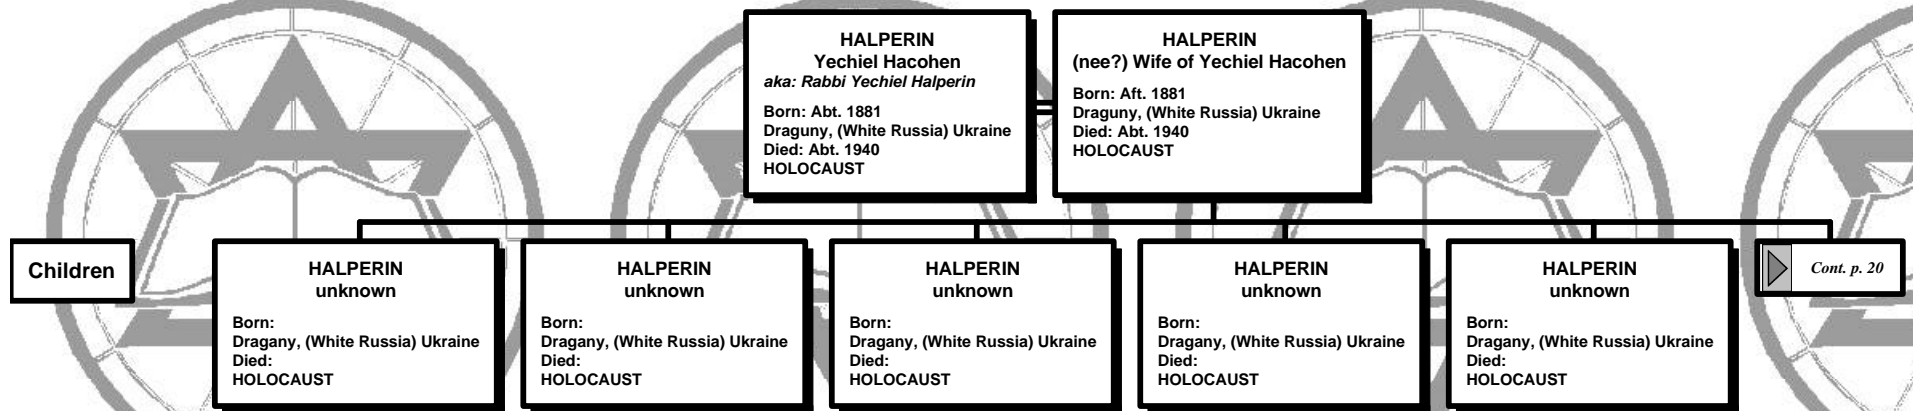 HALPERIN
Yechiel Hacohen
aka: Rabbi Yechiel Halperin
Born: Abt. 1881
Draguny, (White Russia) Ukraine
Died: Abt. 1940
HOLOCAUST
HALPERIN
(nee?) Wife of Yechiel Hacohen
Born: Aft. 1881
Draguny, (White Russia) Ukraine
Died: Abt. 1940
HOLOCAUST
Children
HALPERIN
unknown
Born:
Dragany, (White Russia) Ukraine
Died:
HOLOCAUST
HALPERIN
unknown
Born:
Dragany, (White Russia) Ukraine
Died:
HOLOCAUST
HALPERIN
unknown
Born:
Dragany, (White Russia) Ukraine
Died:
HOLOCAUST
HALPERIN
unknown
Born:
Dragany, (White Russia) Ukraine
Died:
HOLOCAUST
HALPERIN
unknown
Born:
Dragany, (White Russia) Ukraine
Died:
HOLOCAUST
Cont. p. 20